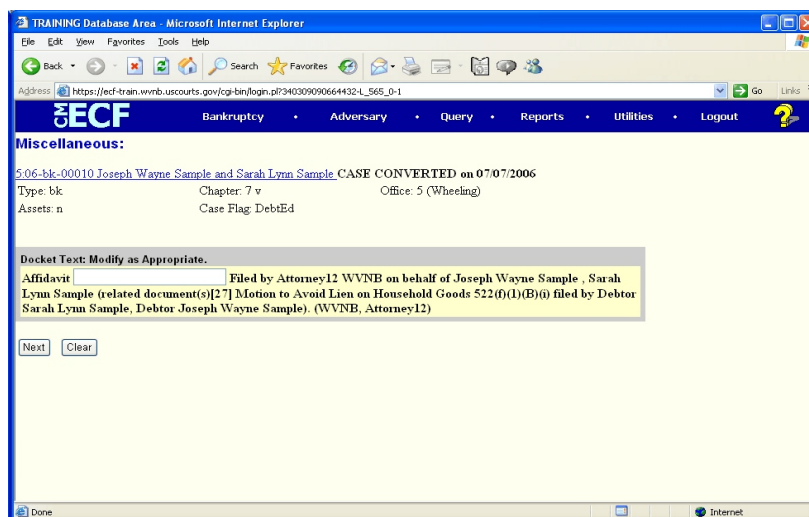 TRAINING Database Area - Microsoft Internet Explorer
File Edit View Favorites Tools Help
Back Search Favorites
Address https://ecf-train.wvnb.uscourts.gov/cgi-bin/login.pl?340309090664432-L_565_0-1 Go Links
CM ECF Bankruptcy • Adversary • Query • Reports • Utilities • Logout ?
Miscellaneous:
5:06-bk-00010 Joseph Wayne Sample and Sarah Lynn Sample CASE CONVERTED on 07/07/2006
Type: bk Chapter: 7 v Office: 5 (Wheeling)
Assets: n Case Flag: DebtEd
Docket Text: Modify as Appropriate.
Affidavit Filed by Attorney12 WVNB on behalf of Joseph Wayne Sample , Sarah
Lynn Sample (related document(s)[27] Motion to Avoid Lien on Household Goods 522(f)(1)(B)(i) filed by Debtor
Sarah Lynn Sample, Debtor Joseph Wayne Sample). (WVNB, Attorney12)
Next Clear
Done Internet